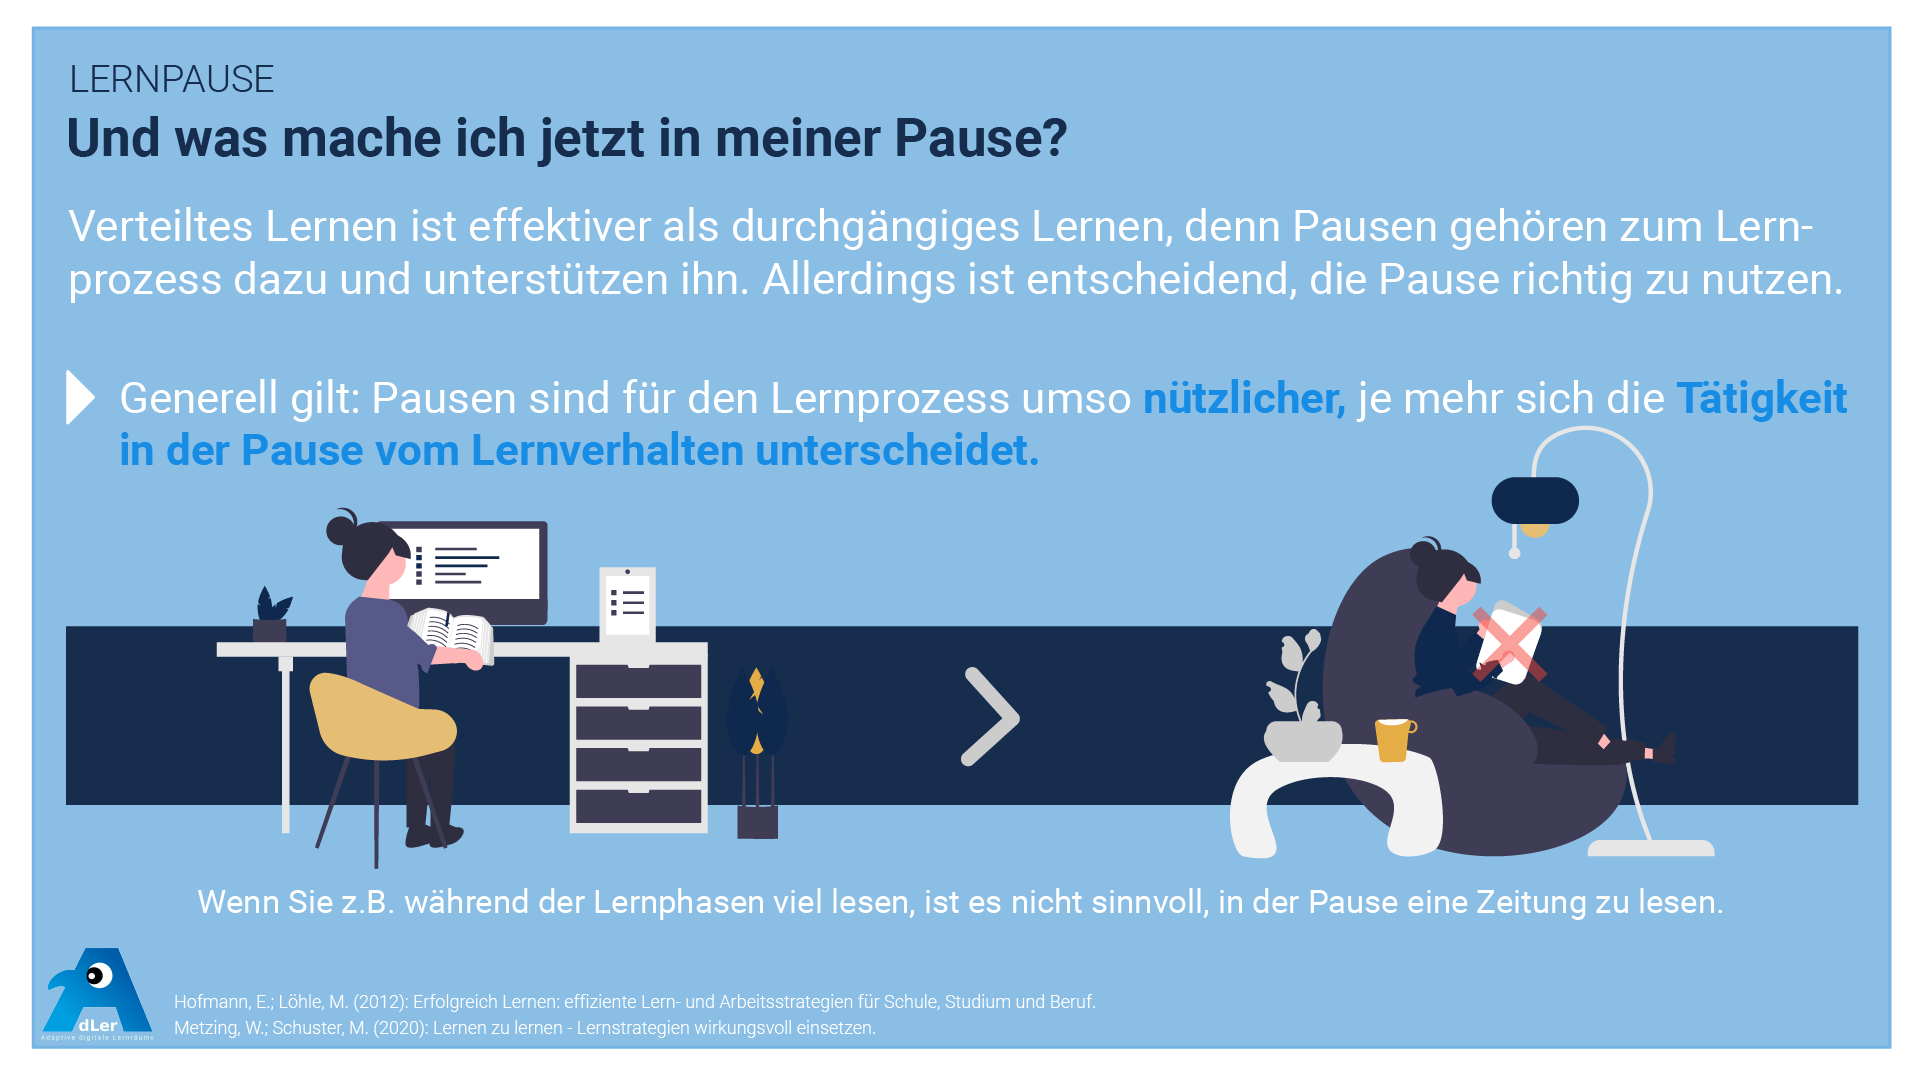 LERNPAUSE
Und was mache ich jetzt in meiner Pause?
Verteiltes Lernen ist effektiver als durchgängiges Lernen, denn Pausen gehören zum Lern-
prozess dazu und unterstützen ihn. Allerdings ist entscheidend, die Pause richtig zu nutzen.
Generell gilt: Pausen sind für den Lernprozess umso nützlicher, je mehr sich die Tätigkeit
in der Pause vom Lernverhalten unterscheidet.
Wenn Sie z.B. während der Lernphasen viel lesen, ist es nicht sinnvoll, in der Pause eine Zeitung zu lesen.
dLer
Adaptive digitale Lernräume
Hofmann, E.; Löhle, M. (2012): Erfolgreich Lernen: effiziente Lern- und Arbeitsstrategien für Schule, Studium und Beruf.
Metzing, W.; Schuster, M. (2020): Lernen zu lernen - Lernstrategien wirkungsvoll einsetzen.